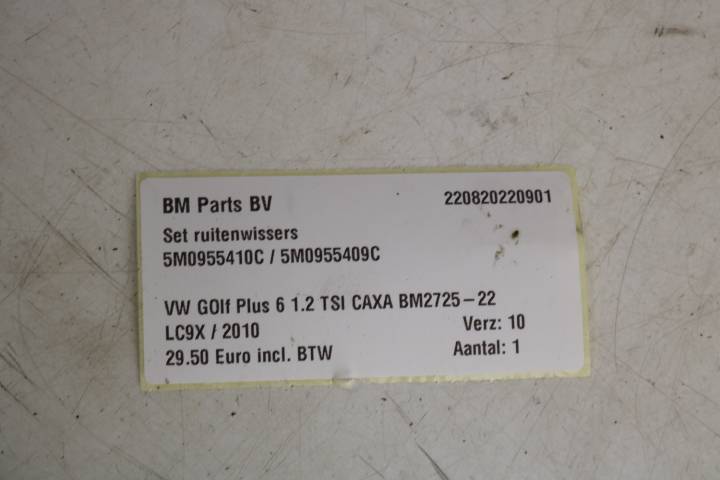 BM Parts BV 220820220901
Set ruitenwissers
5M0955410C / 5M0955409C
VW GOlf Plus 6 1.2 TSI CAXA BM2725-22
LC9X / 2010 Verz: 10
29.50 Euro incl. BTW Aantal: 1